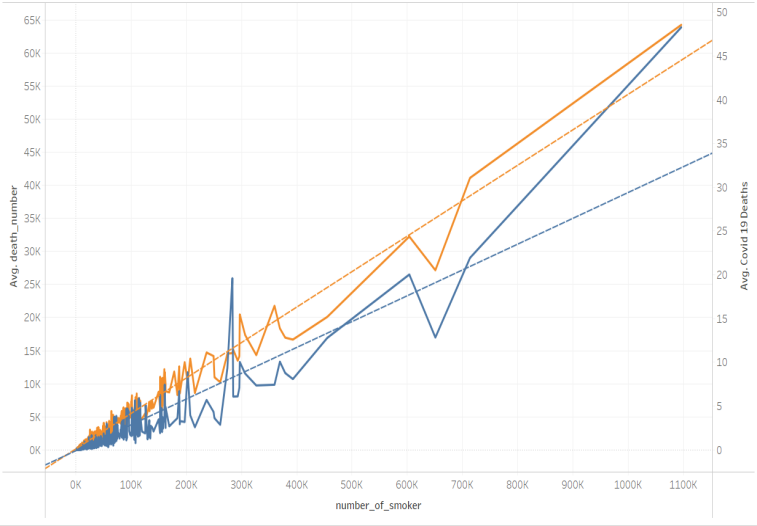 65K
60K
55K
50K
45K
40K
35K
30K
25K
20K
15K
10K
5K
0K
Avg. death_number
50
45
40
35
30
25
20
15
10
5
0
Avg. Covid 19 Deaths
0K 100K 200K 300K 400K 500K 600K 700K 800K 900K 1000K 1100K
number_of_smoker